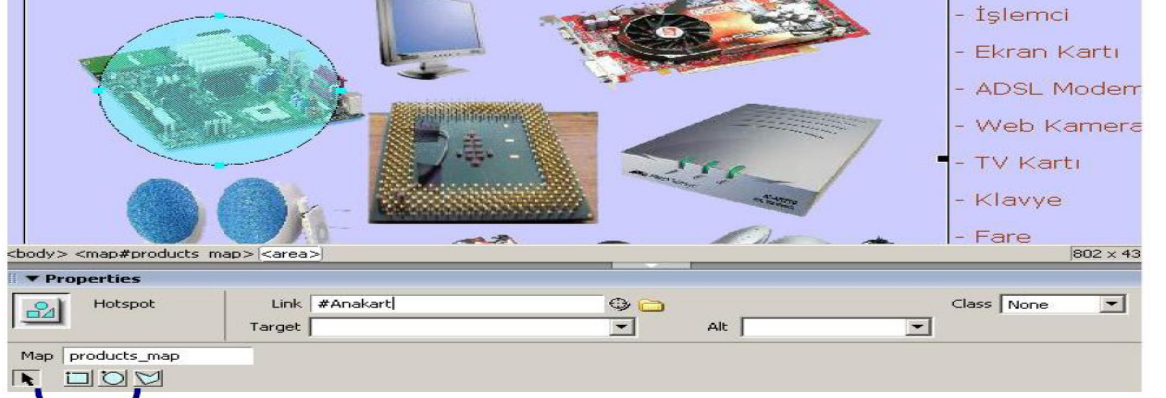 - İşlemci
- Ekran Kartı
- ADSL Modem
- Web Kamera
- TV Kartı
- Klavye
- Fare
<body> <map#products_map> <area>
802 x 43
Properties
Hotspot
Link #Anakart
Class None
Target
Alt
Map products_map